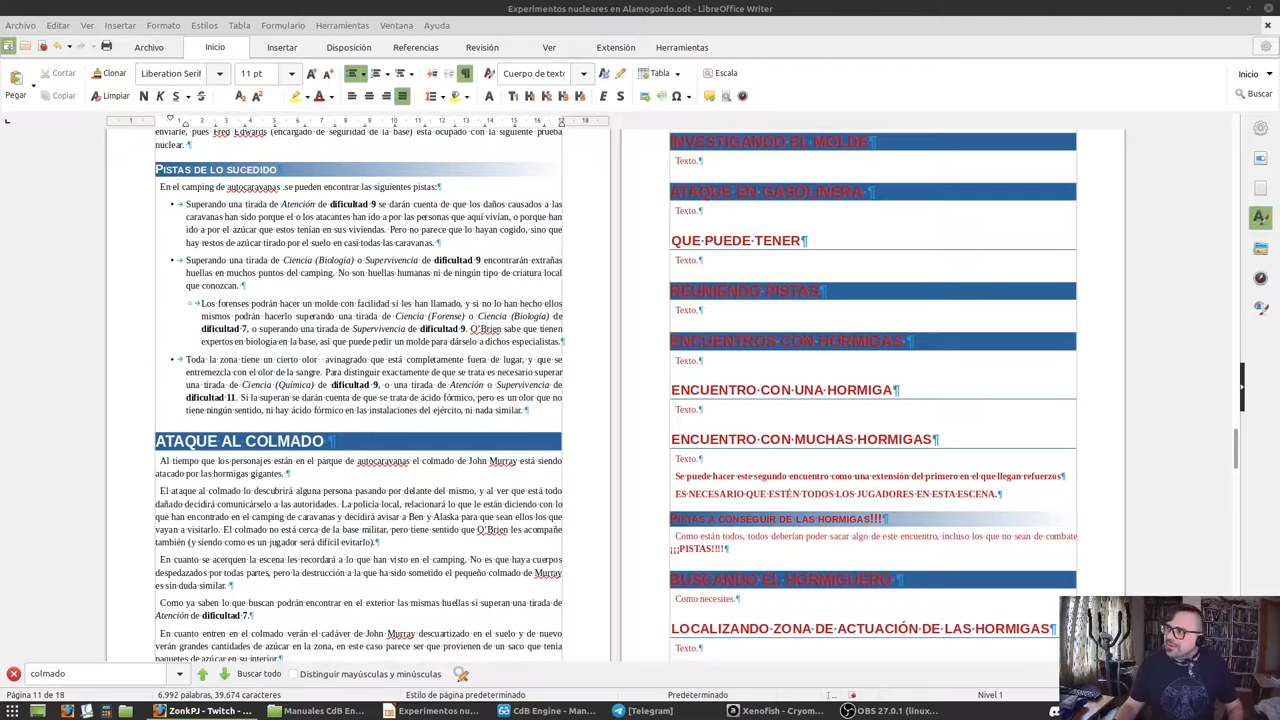 Experimentos nucleares en Alamogordo.odt - LibreOffice Writer
Archivo Editar Ver Insertar Formato Estilos Tabla Formulario Herramientas Ventana Ayuda
Archivo Inicio Insertar Disposición Referencias Revisión Ver Extensión Herramientas
Pegar Cortar Copiar Clonar Limpiar Liberation Serif 11 pt Cuerpo de texto Tabla Escala Inicio Buscar
enviarle, pues Fred Edwards (encargado de seguridad de la base) está ocupado con la siguiente prueba
nuclear.
PISTAS DE LO SUCEDIDO
En el camping de autocaravanas .se pueden encontrar las siguientes pistas:
Superando una tirada de Atención de dificultad 9 se darán cuenta de que los daños causados a las
caravanas han sido porque el o los atacantes han ido a por las personas que aquí vivían, o porque han
ido a por el azúcar que estos tenían en sus viviendas. Pero no parece que lo hayan cogido, sino que
hay restos de azúcar tirado por el suelo en casi todas las caravanas.
Superando una tirada de Ciencia (Biología) o Supervivencia de dificultad 9 encontrarán extrañas
huellas en muchos puntos del camping. No son huellas humanas ni de ningún tipo de criatura local
que conozcan.
Los forenses podrán hacer un molde con facilidad si les han llamado, y si no lo han hecho ellos
mismos podrán hacerlo superando una tirada de Ciencia (Forense) o Ciencia (Biología) de
dificultad 7, o superando una tirada de Supervivencia de dificultad 9. O'Brien sabe que tienen
expertos en biología en la base, así que puede pedir un molde para dárselo a dichos especialistas.
Toda la zona tiene un cierto olor avinagrado que está completamente fuera de lugar, y que se
entremezcla con el olor de la sangre. Para distinguir exactamente de que se trata es necesario superar
una tirada de Ciencia (Química) de dificultad 9, o una tirada de Atención o Supervivencia de
dificultad 11. Si la superan se darán cuenta de que se trata de ácido fórmico, pero es un olor que no
tiene ningún sentido, ni hay ácido fórmico en las instalaciones del ejército, ni nada similar.
ATAQUE AL COLMADO
Al tiempo que los personajes están en el parque de autocaravanas el colmado de John Murray está siendo
atacado por las hormigas gigantes.
El ataque al colmado lo descubrirá alguna persona pasando por delante del mismo, y al ver que está todo
dañado decidirá comunicárselo a las autoridades. La policía local, relacionará lo que les están diciendo con lo
que han encontrado en el camping de caravanas y decidirá avisar a Ben y Alaska para que sean ellos los que
vayan a visitarlo. El colmado no está cerca de la base militar, pero tiene sentido que O'Brien les acompañe
también (y siendo como es un jugador será difícil evitarlo).
En cuanto se acerquen la escena les recordará a lo que han visto en el camping. No es que haya cuerpos
despedazados por todas partes, pero la destrucción a la que ha sido sometido el pequeño colmado de Murray
es sin duda similar.
Como ya saben lo que buscan podrán encontrar en el exterior las mismas huellas si superan una tirada de
Atención de dificultad 7.
En cuanto entren en el colmado verán el cadáver de John Murray descuartizado en el suelo y de nuevo
verán grandes cantidades de azúcar en la zona, en este caso parece ser que provienen de un saco que tenía
paquetes de azúcar en su interior.
INVESTIGANDO EL MOLDE
Texto.
ATAQUE EN GASOLINERA
Texto.
QUE PUEDE TENER
Texto.
REUNIENDO PISTAS
Texto.
ENCUENTROS CON HORMIGAS
Texto.
ENCUENTRO CON UNA HORMIGA
Texto.
ENCUENTRO CON MUCHAS HORMIGAS
Texto.
Se puede hacer este segundo encuentro como una extensión del primero en el que llegan refuerzos
ES NECESARIO QUE ESTÉN TODOS LOS JUGADORES EN ESTA ESCENA.
PISTAS A CONSEGUIR DE LAS HORMIGAS!!!
Como están todos, todos deberían poder sacar algo de este encuentro, incluso los que no sean de combate
¡¡¡PISTAS!!!!
BUSCANDO EL HORMIGUERO
Como necesites.
LOCALIZANDO ZONA DE ACTUACIÓN DE LAS HORMIGAS
Texto.
colmado Buscar todo Distinguir mayúsculas y minúsculas
Página 11 de 18 6.992 palabras, 39.674 caracteres Estilo de página predeterminado Predeterminado Nivel 1
ZonkPJ - Twitch - ... Manuales CdB En... Experimentos nu... CdB Engine - Man... [Telegram] Xenofish - Cryom... OBS 27.0.1 (linux...